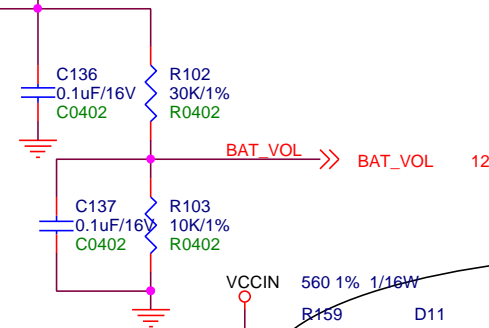 C136
0.1uF/16V
C0402
R102
30K/1%
R0402
BAT_VOL
BAT_VOL 12
C137
0.1uF/16V
C0402
R103
10K/1%
R0402
VCCIN 560 1% 1/16W
R159 D11